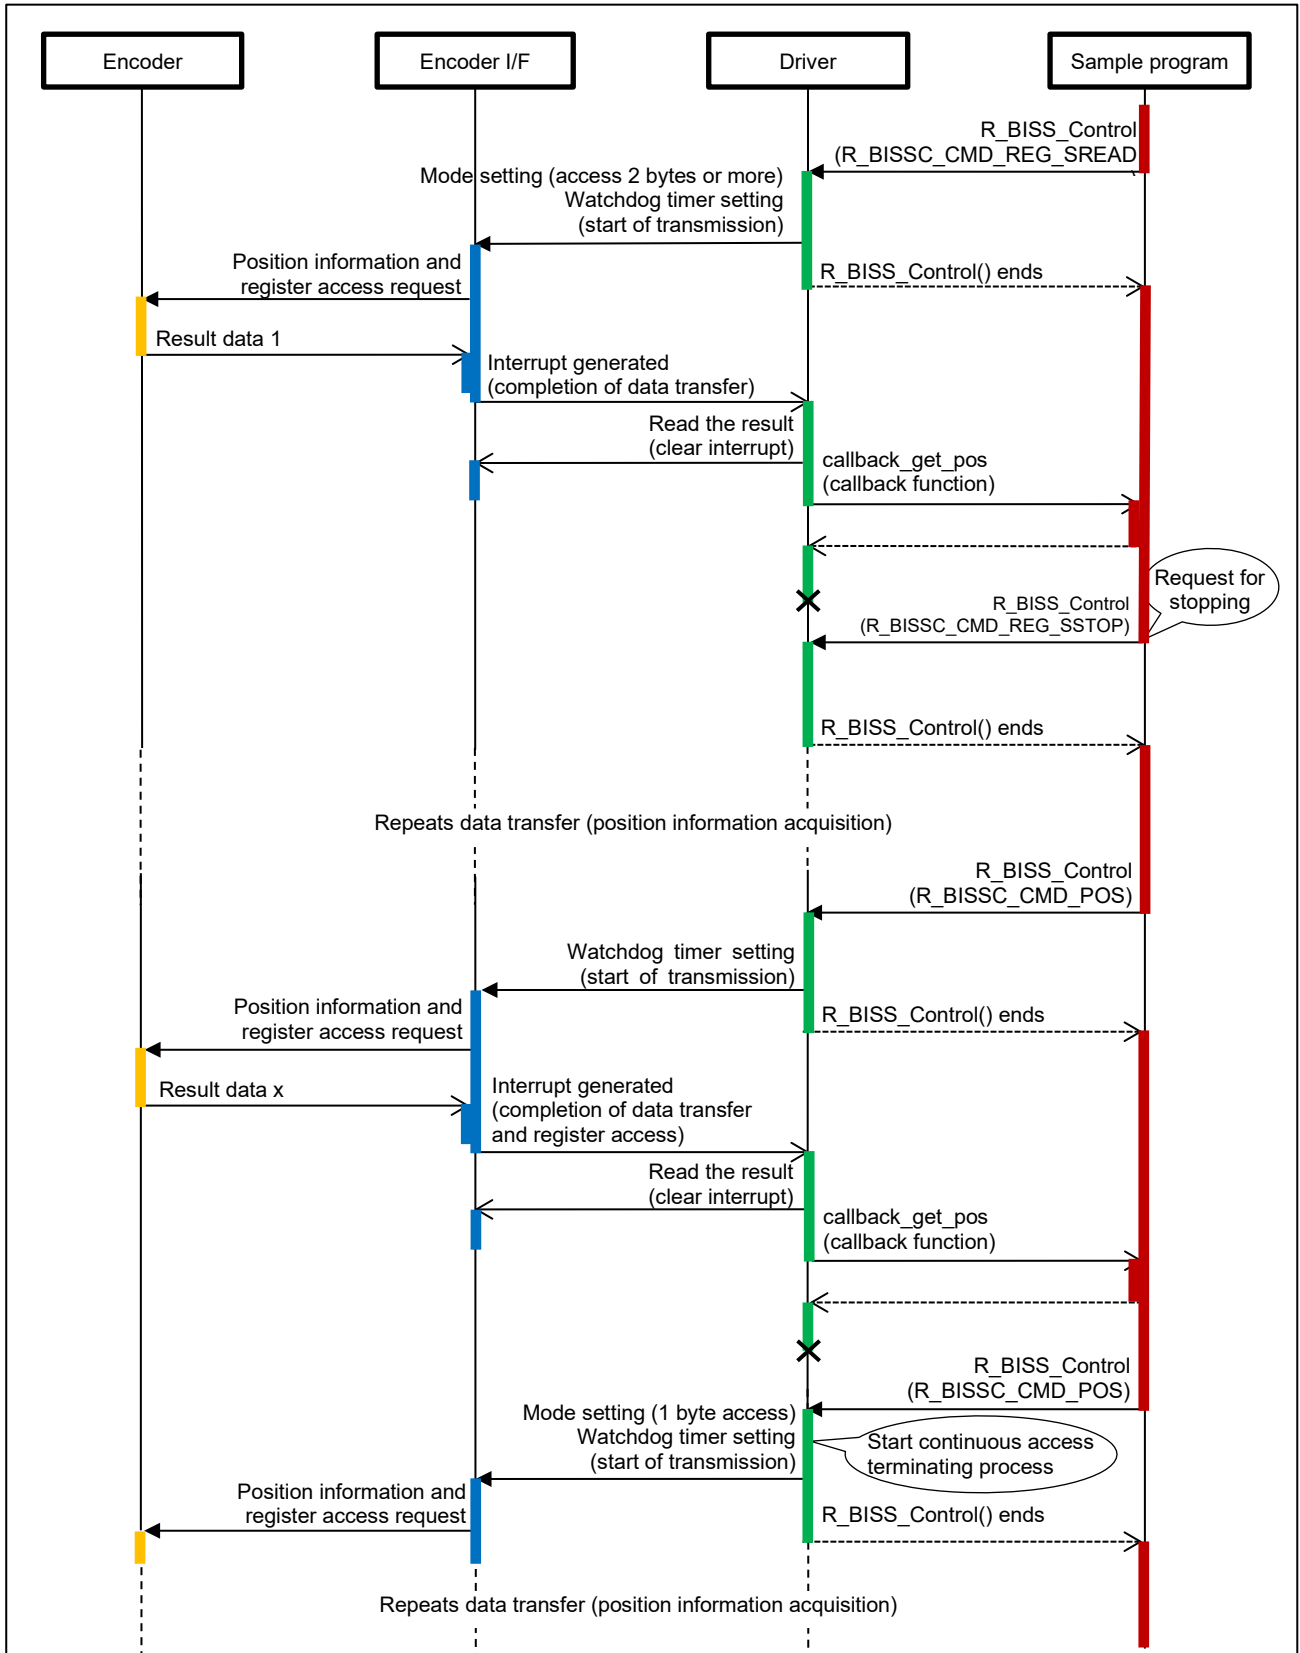 Encoder
Encoder I/F
Driver
Sample program
R_BISS_Control
(R_BISSC_CMD_REG_SREAD
Mode setting (access 2 bytes or more)
Watchdog timer setting
(start of transmission)
Position information and
register access request
R_BISS_Control() ends
Result data 1
Interrupt generated
(completion of data transfer)
Read the result
(clear interrupt)
callback_get_pos
(callback function)
Request for
stopping
R_BISS_Control
(R_BISSC_CMD_REG_SSTOP)
R_BISS_Control() ends
Repeats data transfer (position information acquisition)
R_BISS_Control
(R_BISSC_CMD_POS)
Watchdog timer setting
(start of transmission)
Position information and
register access request
R_BISS_Control() ends
Result data x
Interrupt generated
(completion of data transfer
and register access)
Read the result
(clear interrupt)
callback_get_pos
(callback function)
R_BISS_Control
(R_BISSC_CMD_POS)
Mode setting (1 byte access)
Watchdog timer setting
(start of transmission)
Start continuous access
terminating process
Position information and
register access request
R_BISS_Control() ends
Repeats data transfer (position information acquisition)